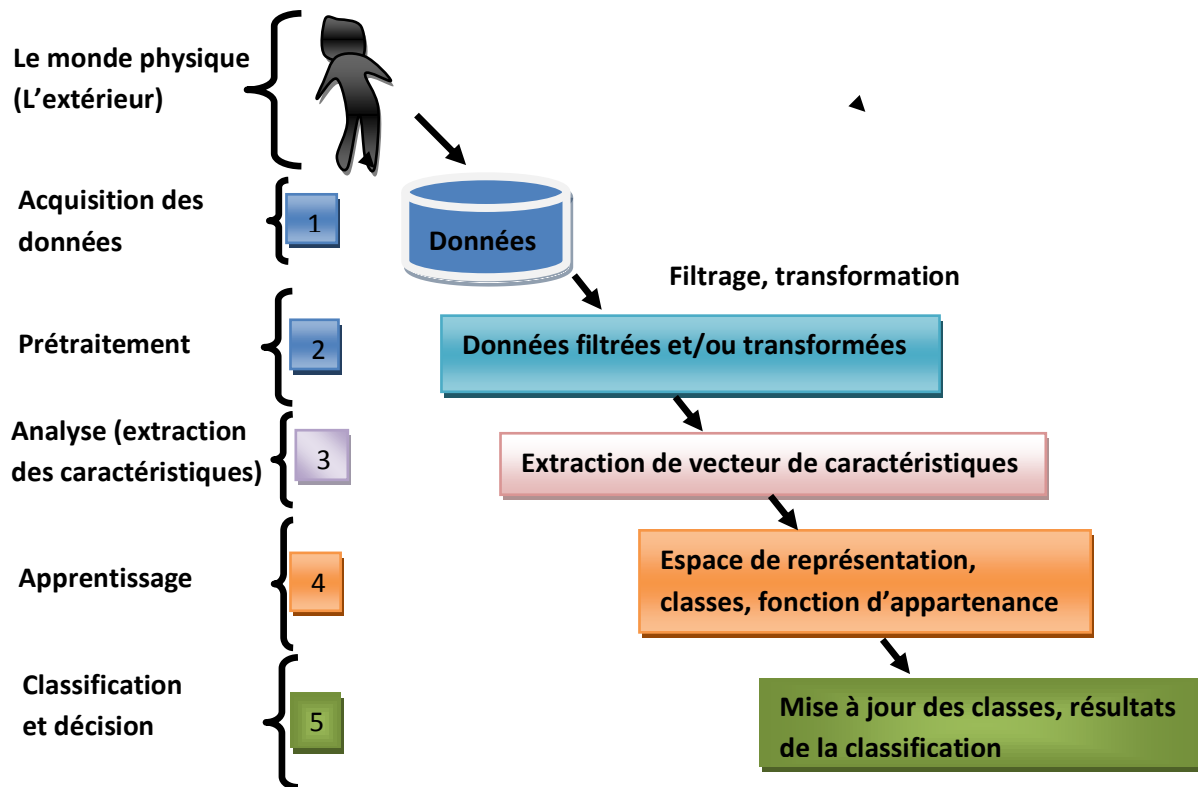 Le monde physique
(L’extérieur)
Acquisition des
données
1
Données
Filtrage, transformation
Prétraitement
2
Données filtrées et/ou transformées
Analyse (extraction
des caractéristiques)
3
Extraction de vecteur de caractéristiques
Apprentissage
4
Espace de représentation,
classes, fonction d’appartenance
Classification
et décision
5
Mise à jour des classes, résultats
de la classification